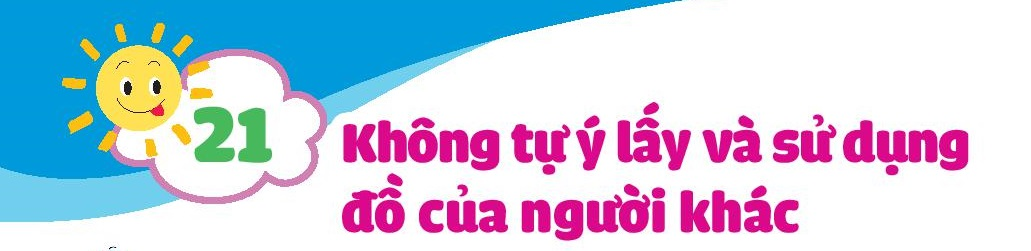 21
Không tự ý lấy và sử dụng
đồ của người khác